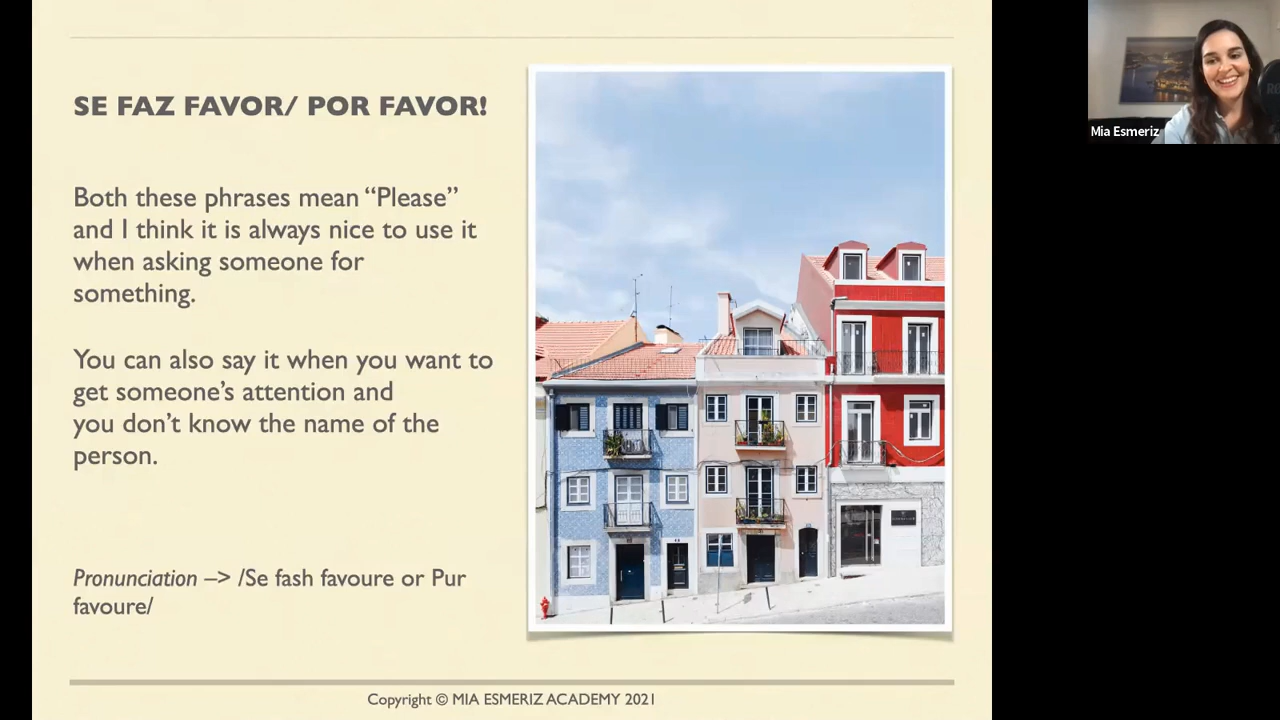 SE FAZ FAVOR/ POR FAVOR!
Both these phrases mean “Please”
and I think it is always nice to use it
when asking someone for
something.
You can also say it when you want to
get someone’s attention and
you don’t know the name of the
person.
Pronunciation –> /Se fash favoure or Pur
favoure/
Copyright © MIA ESMERIZ ACADEMY 2021
Mia Esmeriz